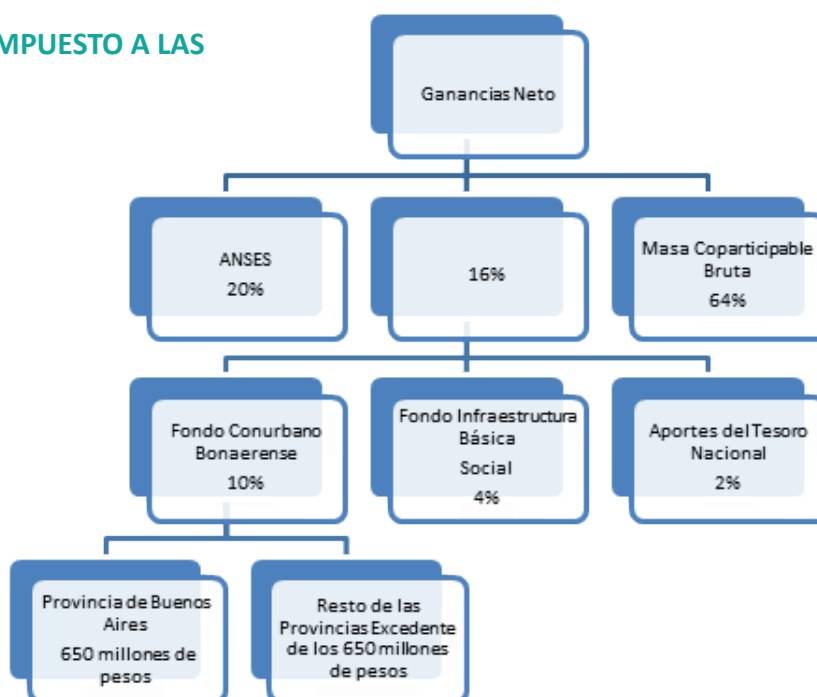 MPUESTO A LAS
Ganancias Neto
ANSES
20%
16%
Masa Coparticipable
Bruta
64%
Fondo Conurbano
Bonaerense
10%
Fondo Infraestructura
Básica
Social
4%
Aportes del Tesoro
Nacional
2%
Provincia de Buenos
Aires
650 millones de
pesos
Resto de las
Provincias Excedente
de los 650 millones
de pesos